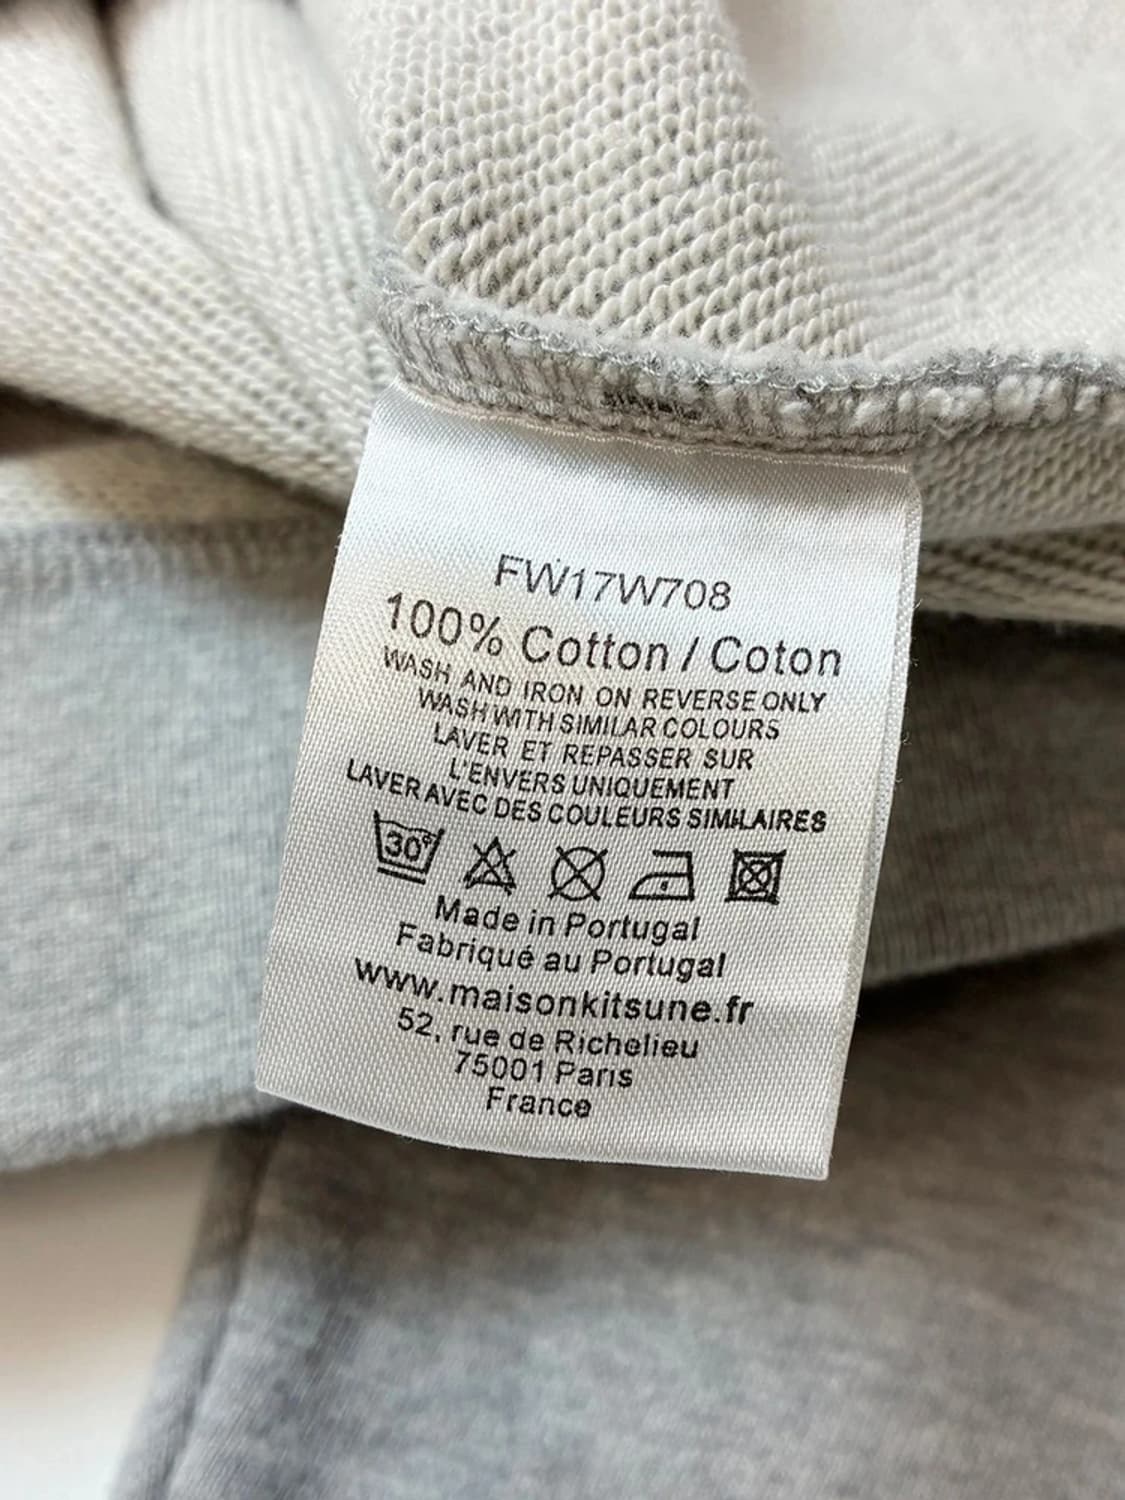 FW17W708
100% Cotton / Coton
WASH AND IRON ON REVERSE ONLY
WASH WITH SIMILAR COLOURS
LAVER ET REPASSER SUR
L'ENVERS UNIQUEMENT
LAVER AVEC DES COULEURS SIMILAIRES
30°
Made in Portugal
Fabriqué au Portugal
www.maisonkitsune.fr
52, rue de Richelieu
75001 Paris
France